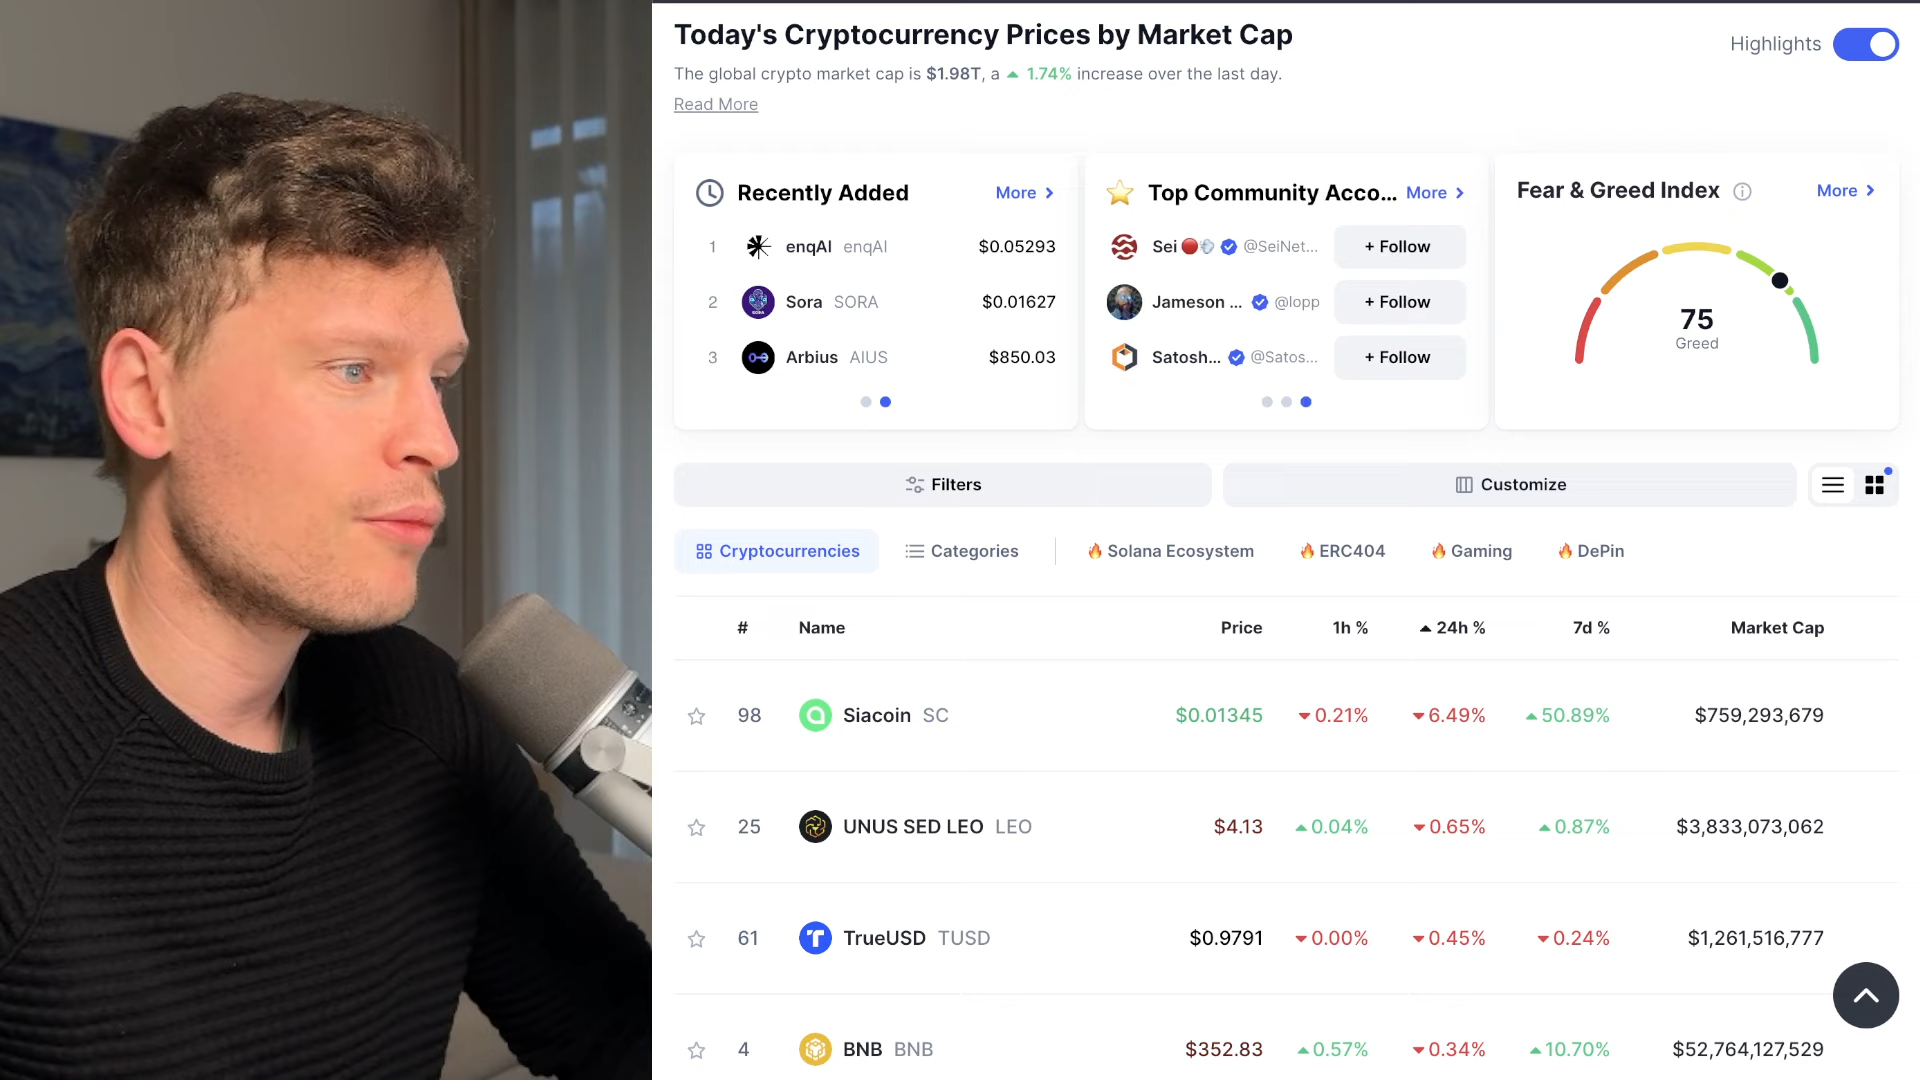 Today's Cryptocurrency Prices by Market Cap
Highlights
The global crypto market cap is $1.98T, a 1.74% increase over the last day.
Read More
Recently Added More
1 enqAI enqAI $0.05293
2 Sora SORA $0.01627
3 Arbius AIUS $850.03
Top Community Acco... More
Sei @SeiNet... + Follow
Jameson ... @lopp + Follow
Satosh... @Satos... + Follow
Fear & Greed Index More
75
Greed
Filters
Customize
Cryptocurrencies Categories Solana Ecosystem ERC404 Gaming DePin
# Name Price 1h % 24h % 7d % Market Cap
98 Siacoin SC $0.01345 0.21% 6.49% 50.89% $759,293,679
25 UNUS SED LEO LEO $4.13 0.04% 0.65% 0.87% $3,833,073,062
61 TrueUSD TUSD $0.9791 0.00% 0.45% 0.24% $1,261,516,777
4 BNB BNB $352.83 0.57% 0.34% 10.70% $52,764,127,529